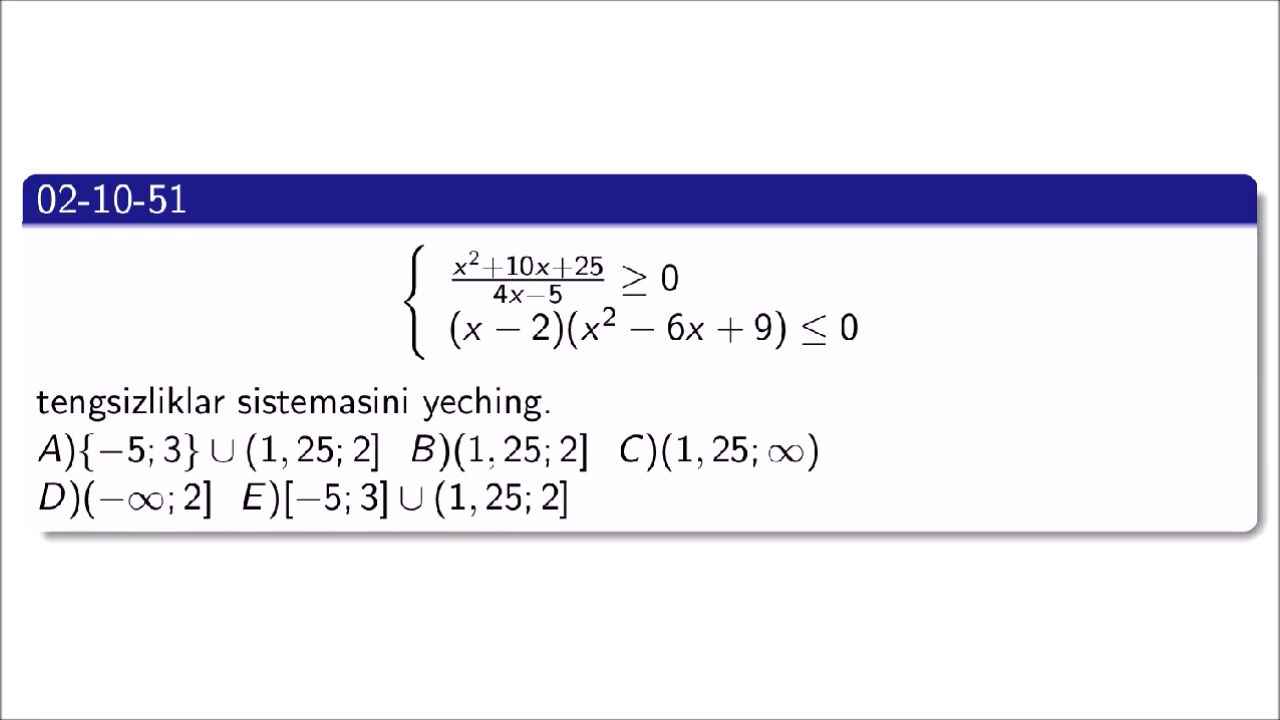 02-10-51
{ (x²+10x+25)/(4x−5) ≥ 0
(x − 2)(x² − 6x + 9) ≤ 0
tengsizliklar sistemasini yeching.
A){−5; 3} ∪ (1, 25; 2] B)(1, 25; 2] C)(1, 25; ∞)
D)(−∞; 2] E)[−5; 3] ∪ (1, 25; 2]